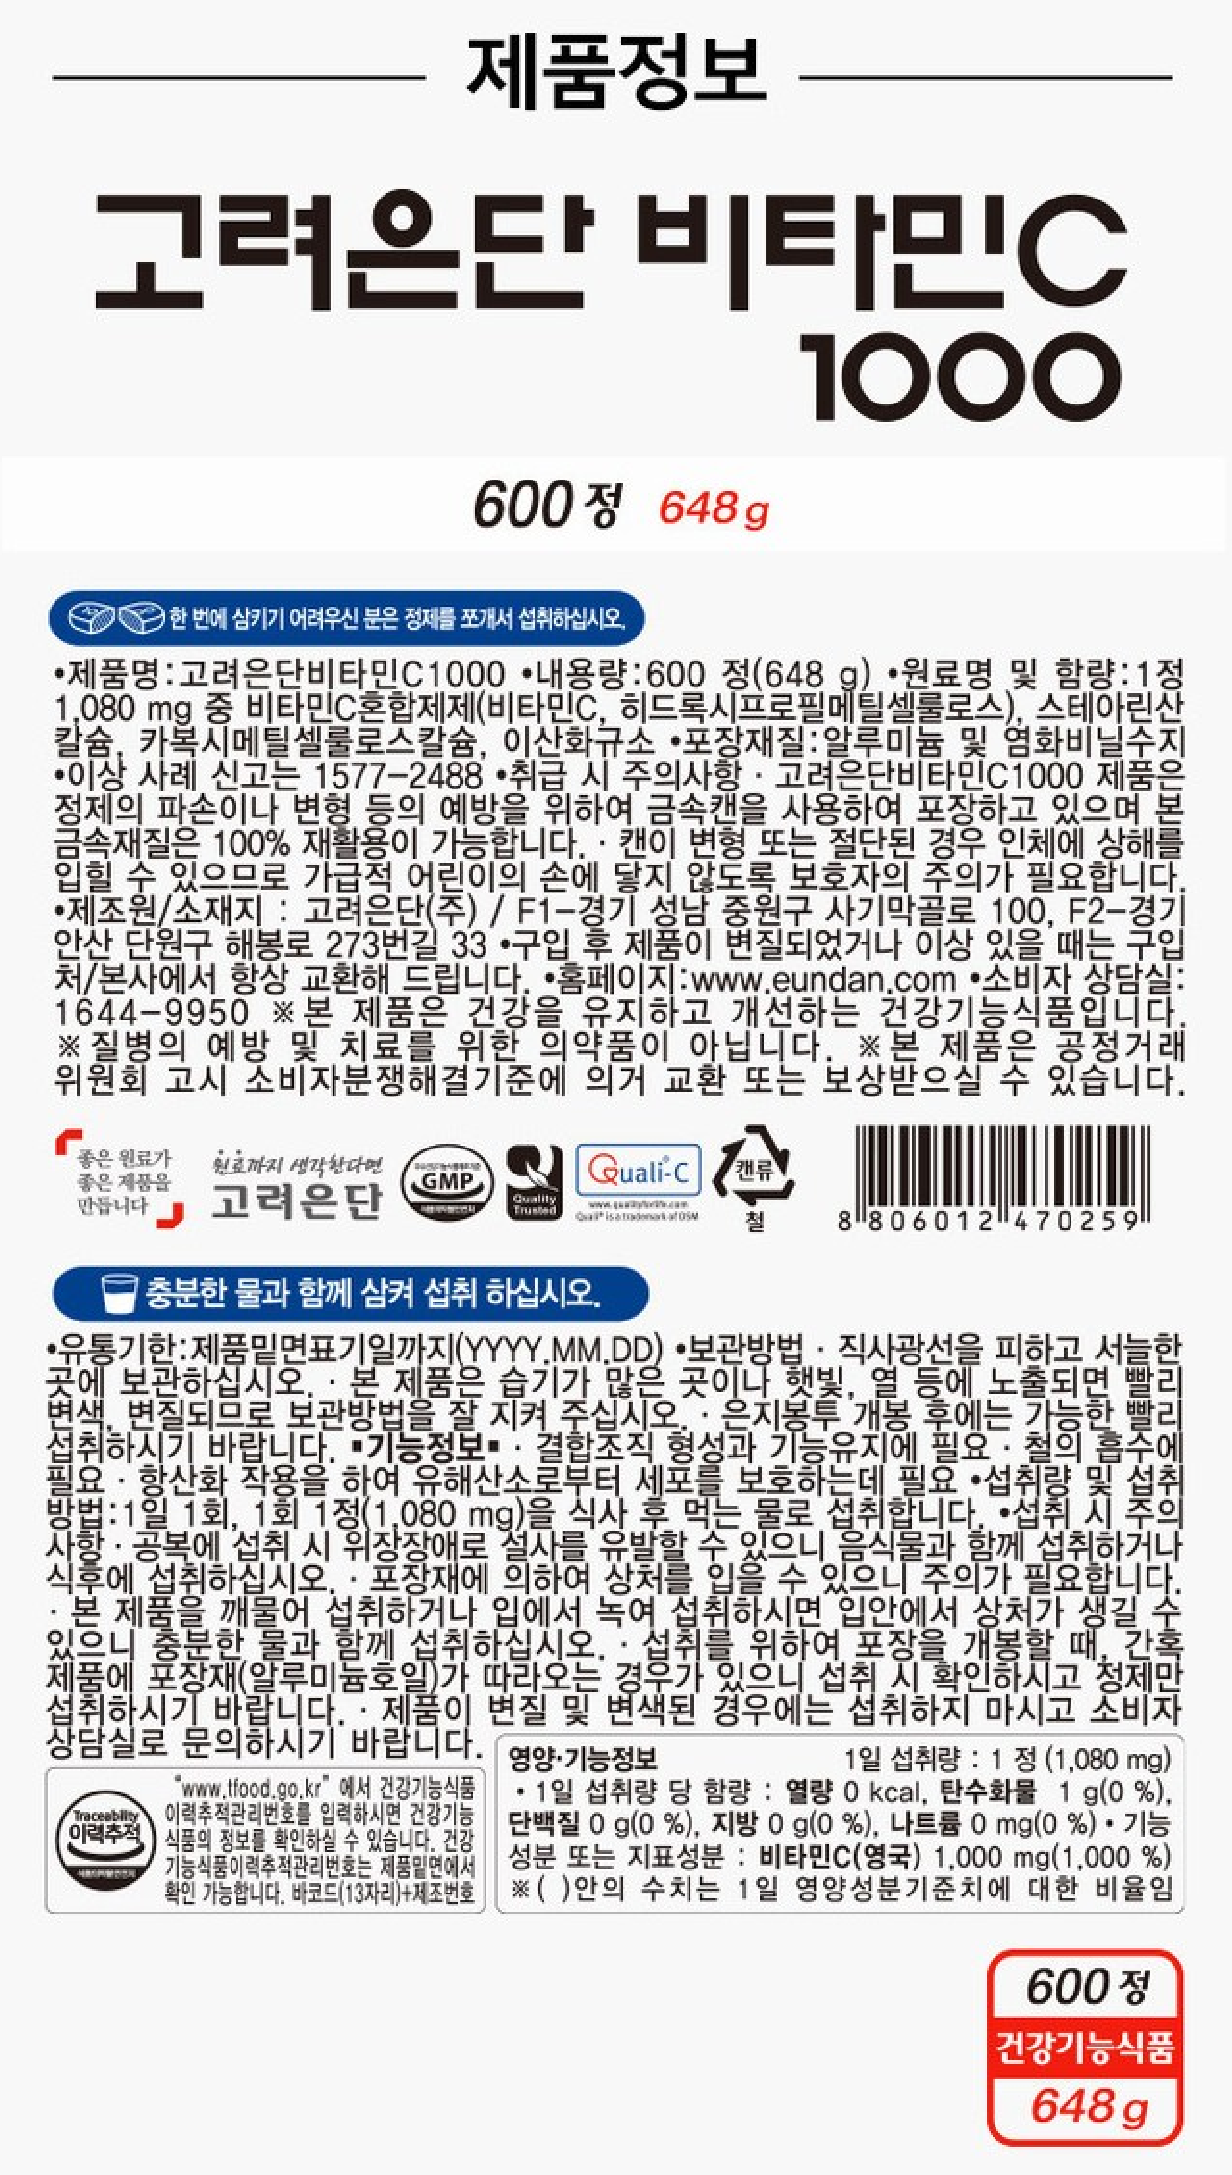 제품정보
고려은단 비타민C
1000
600 정 648 g
한 번에 삼키기 어려우신 분은 정제를 쪼개서 섭취하십시오.
•제품명:고려은단비타민C1000 •내용량:600 정(648 g) •원료명 및 함량:1정
1,080 mg 중 비타민C혼합제제(비타민C, 히드록시프로필메틸셀룰로스), 스테아린산
칼슘, 카복시메틸셀룰로스칼슘, 이산화규소 •포장재질:알루미늄 및 염화비닐수지
•이상 사례 신고는 1577-2488 •취급 시 주의사항 · 고려은단비타민C1000 제품은
정제의 파손이나 변형 등의 예방을 위하여 금속캔을 사용하여 포장하고 있으며 본
금속재질은 100% 재활용이 가능합니다. · 캔이 변형 또는 절단된 경우 인체에 상해를
입힐 수 있으므로 가급적 어린이의 손에 닿지 않도록 보호자의 주의가 필요합니다.
•제조원/소재지 : 고려은단(주) / F1-경기 성남 중원구 사기막골로 100, F2-경기
안산 단원구 해봉로 273번길 33 •구입 후 제품이 변질되었거나 이상 있을 때는 구입
처/본사에서 항상 교환해 드립니다. •홈페이지:www.eundan.com •소비자 상담실:
1644-9950 ※본 제품은 건강을 유지하고 개선하는 건강기능식품입니다.
※질병의 예방 및 치료를 위한 의약품이 아닙니다. ※본 제품은 공정거래
위원회 고시 소비자분쟁해결기준에 의거 교환 또는 보상받으실 수 있습니다.
좋은 원료가
좋은 제품을
만듭니다
원료까지 생각한다면
고려은단
GMP
Quality
Trusted
Quali®-C
www.qualityforlife.com
Quali® is a trademark of DSM
캔류
철
8 806012 470259
충분한 물과 함께 삼켜 섭취 하십시오.
•유통기한:제품밑면표기일까지(YYYY.MM.DD) •보관방법 · 직사광선을 피하고 서늘한
곳에 보관하십시오. · 본 제품은 습기가 많은 곳이나 햇빛, 열 등에 노출되면 빨리
변색, 변질되므로 보관방법을 잘 지켜 주십시오. · 은지봉투 개봉 후에는 가능한 빨리
섭취하시기 바랍니다. ▪기능정보▪ · 결합조직 형성과 기능유지에 필요 · 철의 흡수에
필요 · 항산화 작용을 하여 유해산소로부터 세포를 보호하는데 필요 •섭취량 및 섭취
방법:1일 1회, 1회 1정(1,080 mg)을 식사 후 먹는 물로 섭취합니다. •섭취 시 주의
사항 · 공복에 섭취 시 위장장애로 설사를 유발할 수 있으니 음식물과 함께 섭취하거나
식후에 섭취하십시오. · 포장재에 의하여 상처를 입을 수 있으니 주의가 필요합니다.
· 본 제품을 깨물어 섭취하거나 입에서 녹여 섭취하시면 입안에서 상처가 생길 수
있으니 충분한 물과 함께 섭취하십시오. · 섭취를 위하여 포장을 개봉할 때, 간혹
제품에 포장재(알루미늄호일)가 따라오는 경우가 있으니 섭취 시 확인하시고 정제만
섭취하시기 바랍니다. · 제품이 변질 및 변색된 경우에는 섭취하지 마시고 소비자
상담실로 문의하시기 바랍니다.
Traceability
이력추적
"www.tfood.go.kr" 에서 건강기능식품
이력추적관리번호를 입력하시면 건강기능
식품의 정보를 확인하실 수 있습니다. 건강
기능식품이력추적관리번호는 제품밑면에서
확인 가능합니다. 바코드(13자리)+제조번호
영양·기능정보 1일 섭취량 : 1 정 (1,080 mg)
• 1일 섭취량 당 함량 : 열량 0 kcal, 탄수화물 1 g(0 %),
단백질 0 g(0 %), 지방 0 g(0 %), 나트륨 0 mg(0 %) • 기능
성분 또는 지표성분 : 비타민C(영국) 1,000 mg(1,000 %)
※( )안의 수치는 1일 영양성분기준치에 대한 비율임
600 정
건강기능식품
648 g